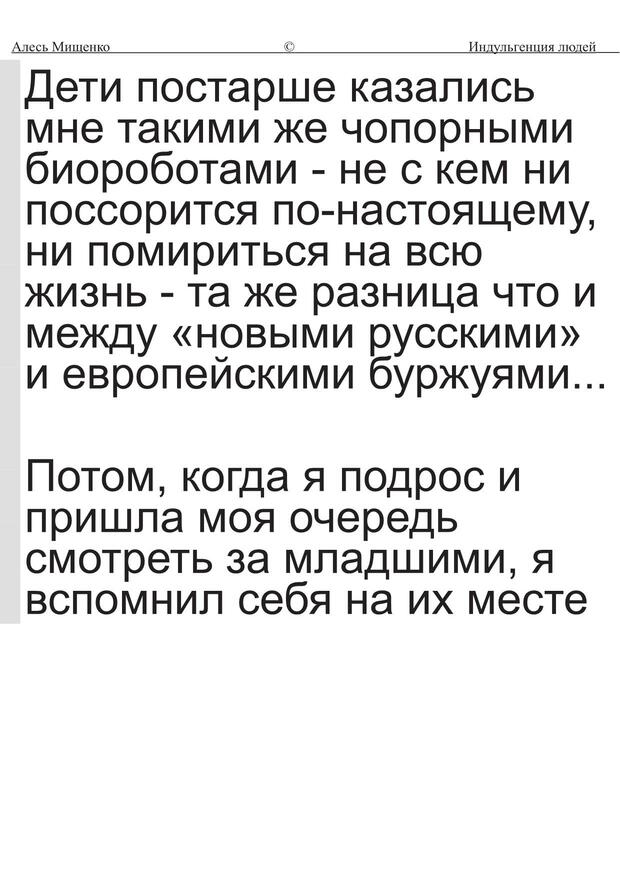 Алесь Мищенко © Индульгенция людей
Дети постарше казались
мне такими же чопорными
биороботами - не с кем ни
поссорится по-настоящему,
ни помириться на всю
жизнь - та же разница что и
между «новыми русскими»
и европейскими буржуями...
Потом, когда я подрос и
пришла моя очередь
смотреть за младшими, я
вспомнил себя на их месте